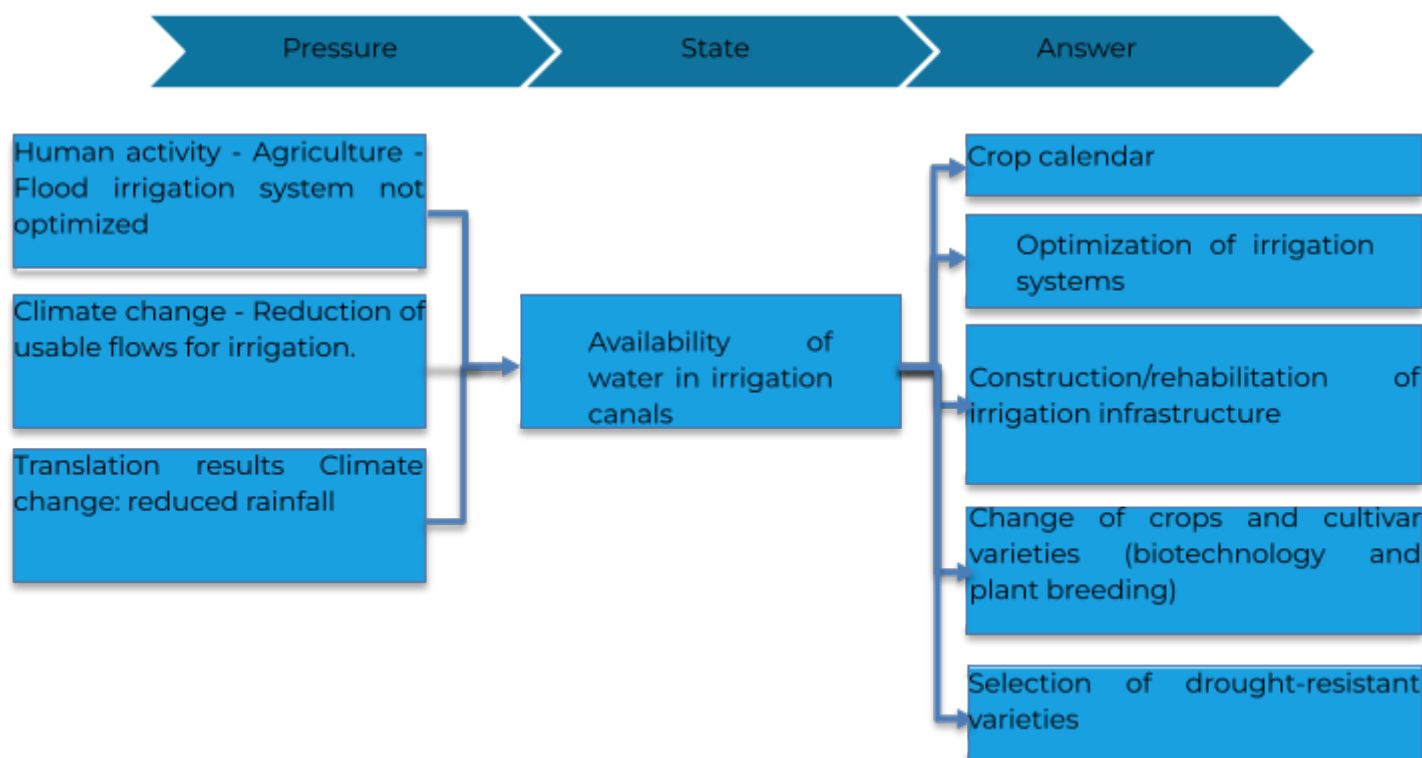 Pressure
State
Answer
Human activity - Agriculture -
Flood irrigation system not
optimized
Climate change - Reduction of
usable flows for irrigation.
Translation results Climate
change: reduced rainfall
Availability of
water in irrigation
canals
Crop calendar
Optimization of irrigation
systems
Construction/rehabilitation of
irrigation infrastructure
Change of crops and cultivar
varieties (biotechnology and
plant breeding)
Selection of drought-resistant
varieties